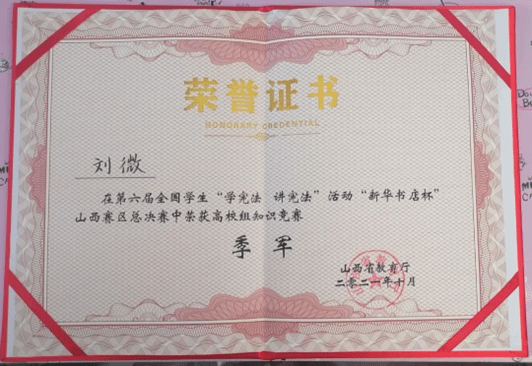 荣誉证书
HONORARY CREDENTIAL
刘微
在第六届全国学生“学宪法 讲宪法”活动“新华书店杯”
山西赛区总决赛中荣获高校组知识竞赛
季军
山西省教育厅
二零二一年十月